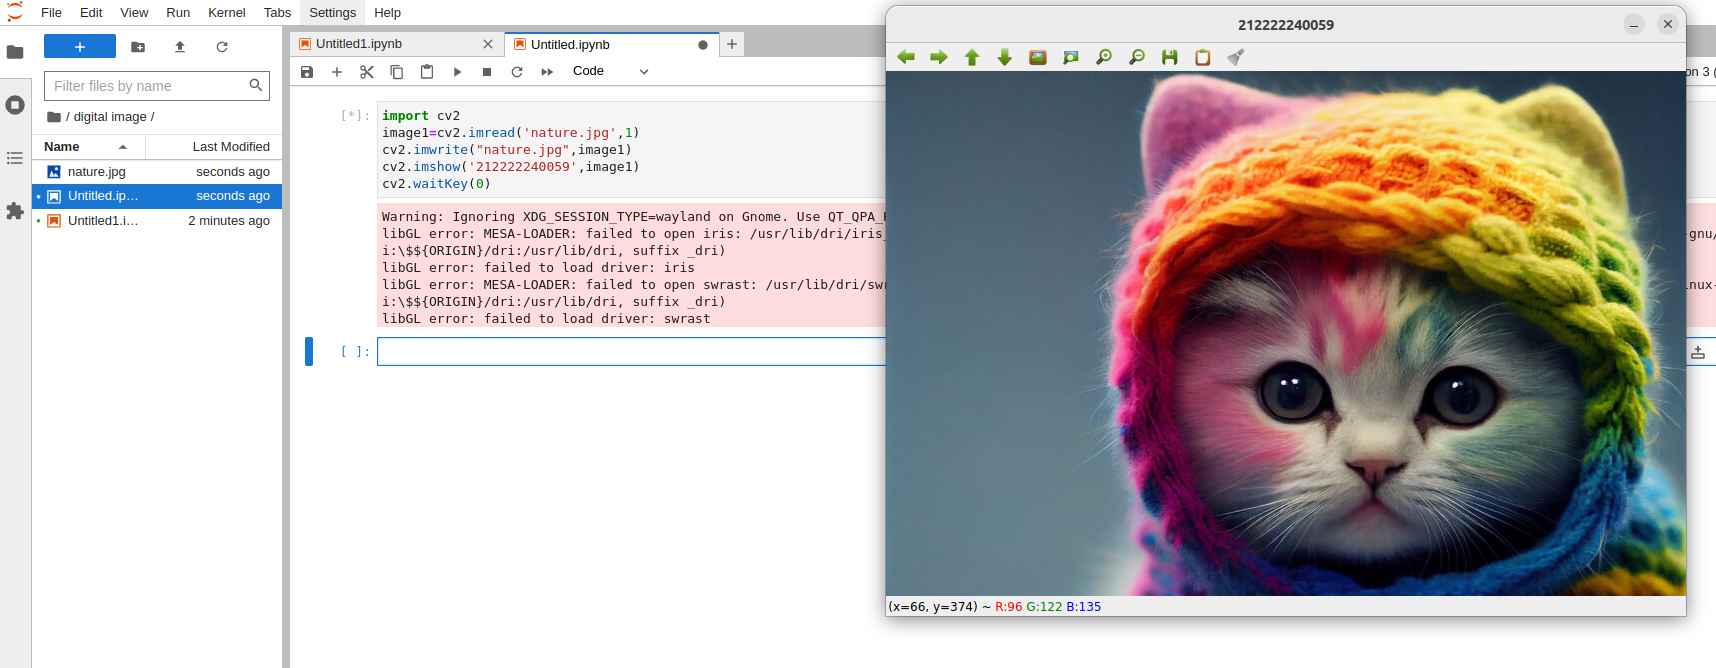 File Edit View Run Kernel Tabs Settings Help
Filter files by name
/ digital image /
Name Last Modified
nature.jpg seconds ago
Untitled.ip… seconds ago
Untitled1.i… 2 minutes ago
Untitled1.ipynb
Untitled.ipynb
Code
on 3 (
[*]:
import cv2
image1=cv2.imread('nature.jpg',1)
cv2.imwrite("nature.jpg",image1)
cv2.imshow('212222240059',image1)
cv2.waitKey(0)
Warning: Ignoring XDG_SESSION_TYPE=wayland on Gnome. Use QT_QPA_
libGL error: MESA-LOADER: failed to open iris: /usr/lib/dri/iris_ -gnu/
i:\$${ORIGIN}/dri:/usr/lib/dri, suffix _dri)
libGL error: failed to load driver: iris
libGL error: MESA-LOADER: failed to open swrast: /usr/lib/dri/swr inux-
i:\$${ORIGIN}/dri:/usr/lib/dri, suffix _dri)
libGL error: failed to load driver: swrast
[ ]:
212222240059
(x=66, y=374) ~ R:96 G:122 B:135